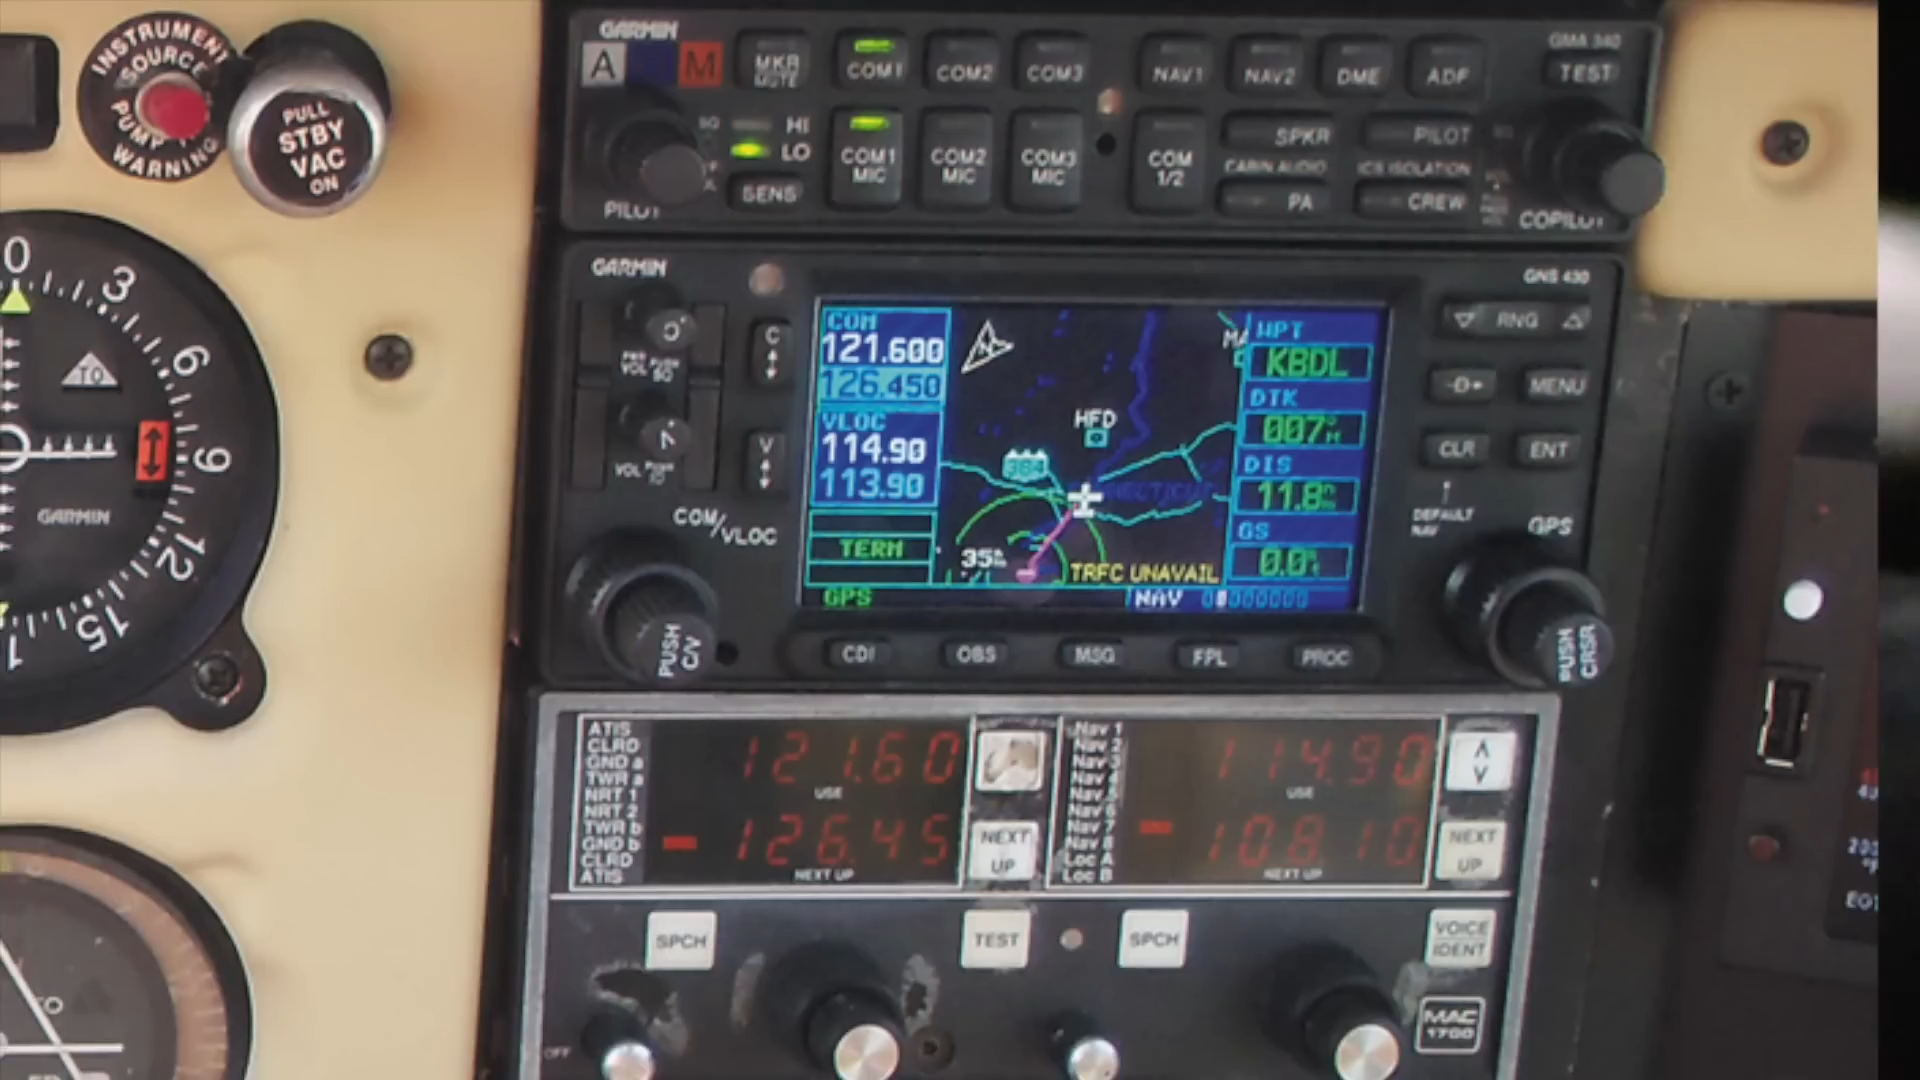 INSTRUMENT
SOURCE
PUMP
WARNING
PULL
STBY
VAC
ON
GARMIN
GMA 340
A M
MKR
MUTE
COM1
COM2
COM3
NAV1
NAV2
DME
ADF
TEST
HI
LO
SENS
COM1
MIC
COM2
MIC
COM3
MIC
COM
1/2
SPKR
PILOT
CABIN AUDIO
ICS ISOLATION
PA
CREW
PILOT
COPILOT
0
3
6
9
12
15
TO
GARMIN
GARMIN
GNS 430
C
V
COM/VLOC
PUSH
C/V
COM
121.600
126.450
VLOC
114.90
113.90
TERM
GPS
N
HFD
384
35
TRFC UNAVAIL
NAV
WPT
KBDL
DTK
007
DIS
11.8
GS
0.0
RNG
D
MENU
CLR
ENT
DEFAULT
NAV
GPS
PUSH
CRSR
CDI
OBS
MSG
FPL
PROC
ATIS
CLRD
GND a
TWR a
NRT 1
NRT 2
TWR b
GND b
CLRD
ATIS
121.60
USE
126.45
NEXT UP
NEXT
UP
Nav 1
Nav 2
Nav 3
Nav 4
Nav 5
Nav 6
Nav 7
Nav 8
Loc A
Loc B
114.90
USE
108.10
NEXT UP
NEXT
UP
SPCH
TEST
SPCH
VOICE
IDENT
OFF
MAC
1700